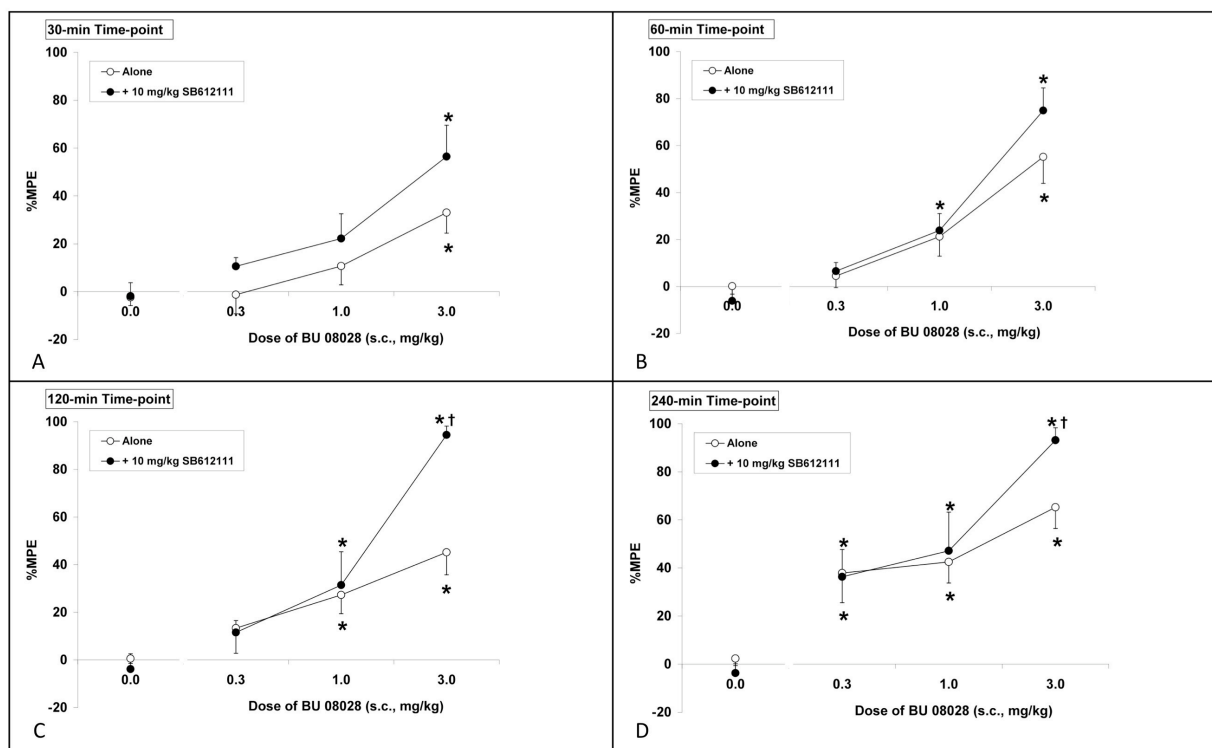 30-min Time-point
100
80
60
40
20
0
-20
%MPE
Alone
+ 10 mg/kg SB612111
*
*
0.0 0.3 1.0 3.0
Dose of BU 08028 (s.c., mg/kg)
A
60-min Time-point
100
80
60
40
20
0
-20
%MPE
Alone
+ 10 mg/kg SB612111
*
*
*
0.0 0.3 1.0 3.0
Dose of BU 08028 (s.c., mg/kg)
B
120-min Time-point
100
80
60
40
20
0
-20
%MPE
Alone
+ 10 mg/kg SB612111
*†
*
*
*
0.0 0.3 1.0 3.0
Dose of BU 08028 (s.c., mg/kg)
C
240-min Time-point
100
80
60
40
20
0
-20
%MPE
Alone
+ 10 mg/kg SB612111
*†
*
*
*
*
*
0.0 0.3 1.0 3.0
Dose of BU 08028 (s.c., mg/kg)
D